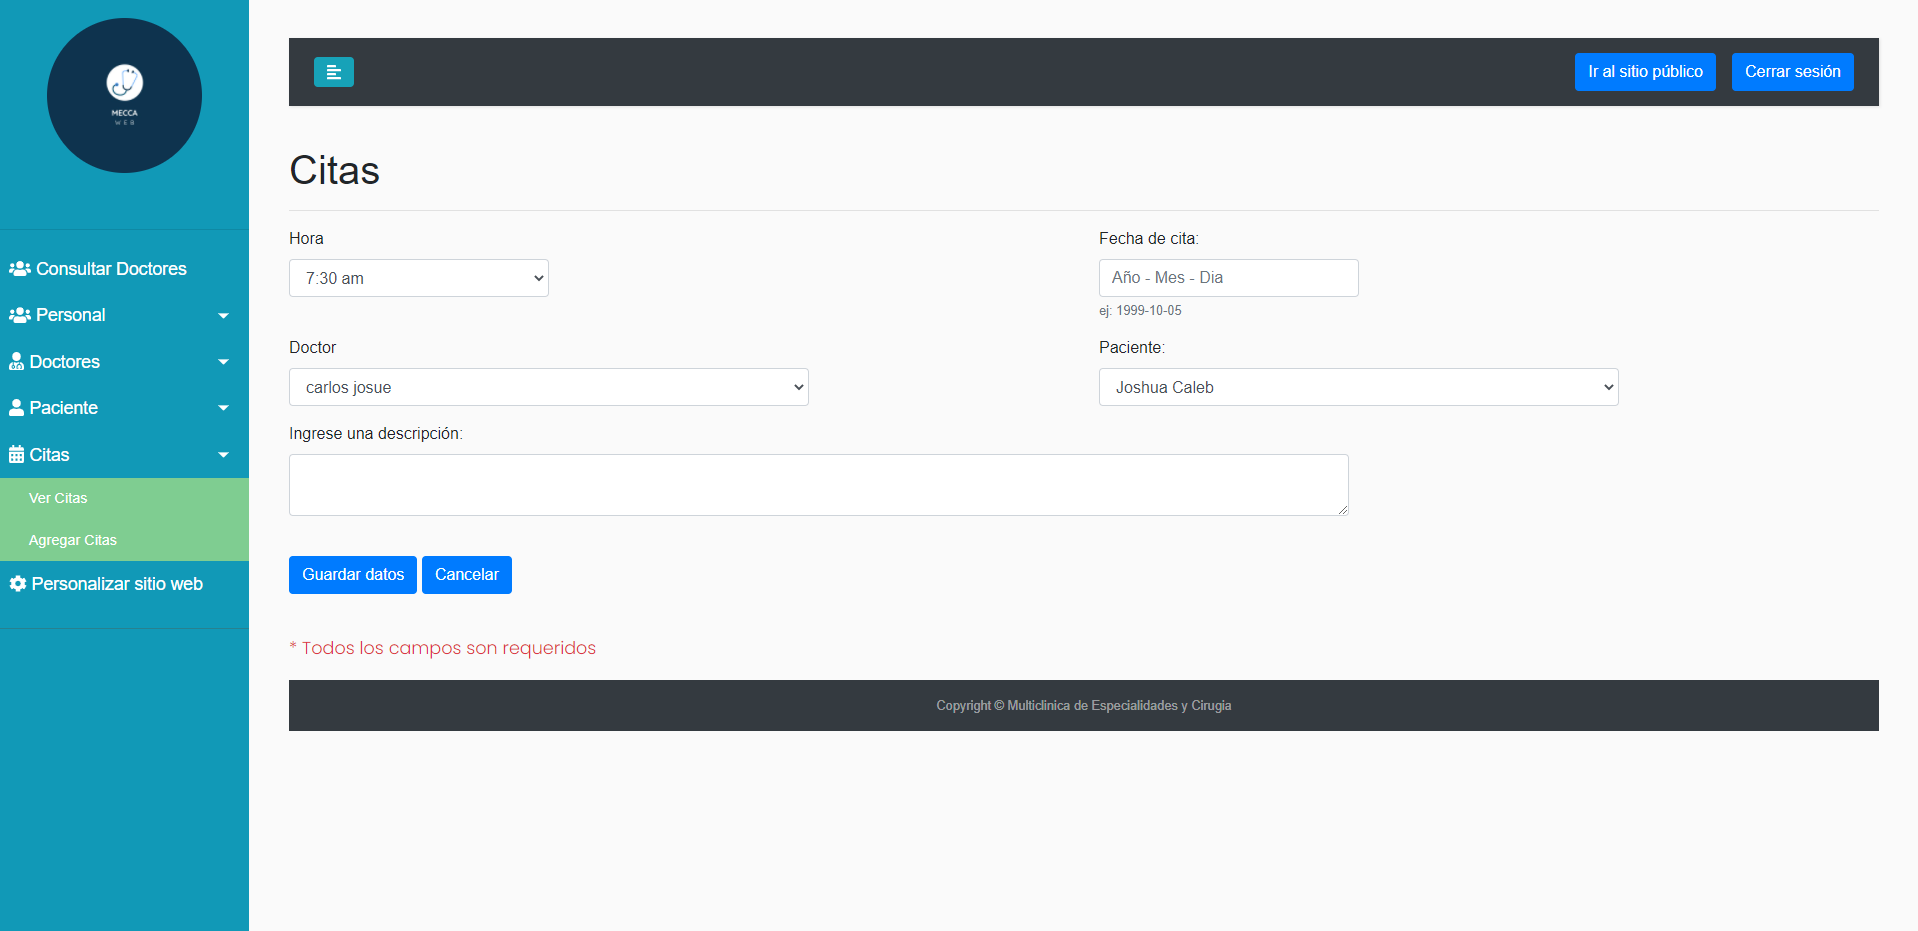 MECCA
WEB
Consultar Doctores
Personal
Doctores
Paciente
Citas
Ver Citas
Agregar Citas
Personalizar sitio web
Ir al sitio público
Cerrar sesión
Citas
Hora
7:30 am
Fecha de cita:
Año - Mes - Dia
ej: 1999-10-05
Doctor
carlos josue
Paciente:
Joshua Caleb
Ingrese una descripción:
Guardar datos
Cancelar
* Todos los campos son requeridos
Copyright © Multiclinica de Especialidades y Cirugia